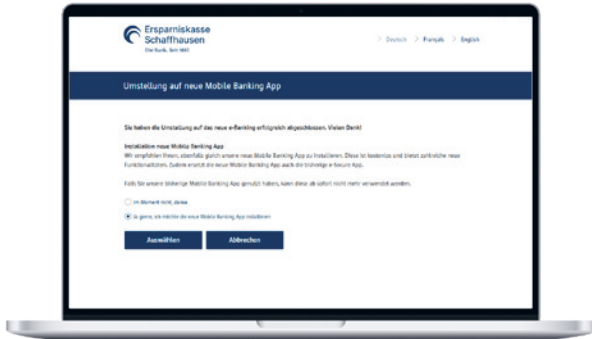 Ersparniskasse
Schaffhausen
Die Bank. Seit 1817.
Deutsch Français English
Umstellung auf neue Mobile Banking App
Sie haben die Umstellung auf das neue e-Banking erfolgreich abgeschlossen. Vielen Dank!
Installation neue Mobile Banking App
Wir empfehlen Ihnen, ebenfalls gleich unsere neue Mobile Banking App zu installieren. Diese ist kostenlos und bietet zahlreiche neue
Funktionalitäten. Zudem ersetzt die neue Mobile Banking App auch die bisherige e-Secure App.
Falls Sie unsere bisherige Mobile Banking App genutzt haben, kann diese ab sofort nicht mehr verwendet werden.
Im Moment nicht, danke
Ja gerne, ich möchte die neue Mobile Banking App installieren
Auswählen Abbrechen